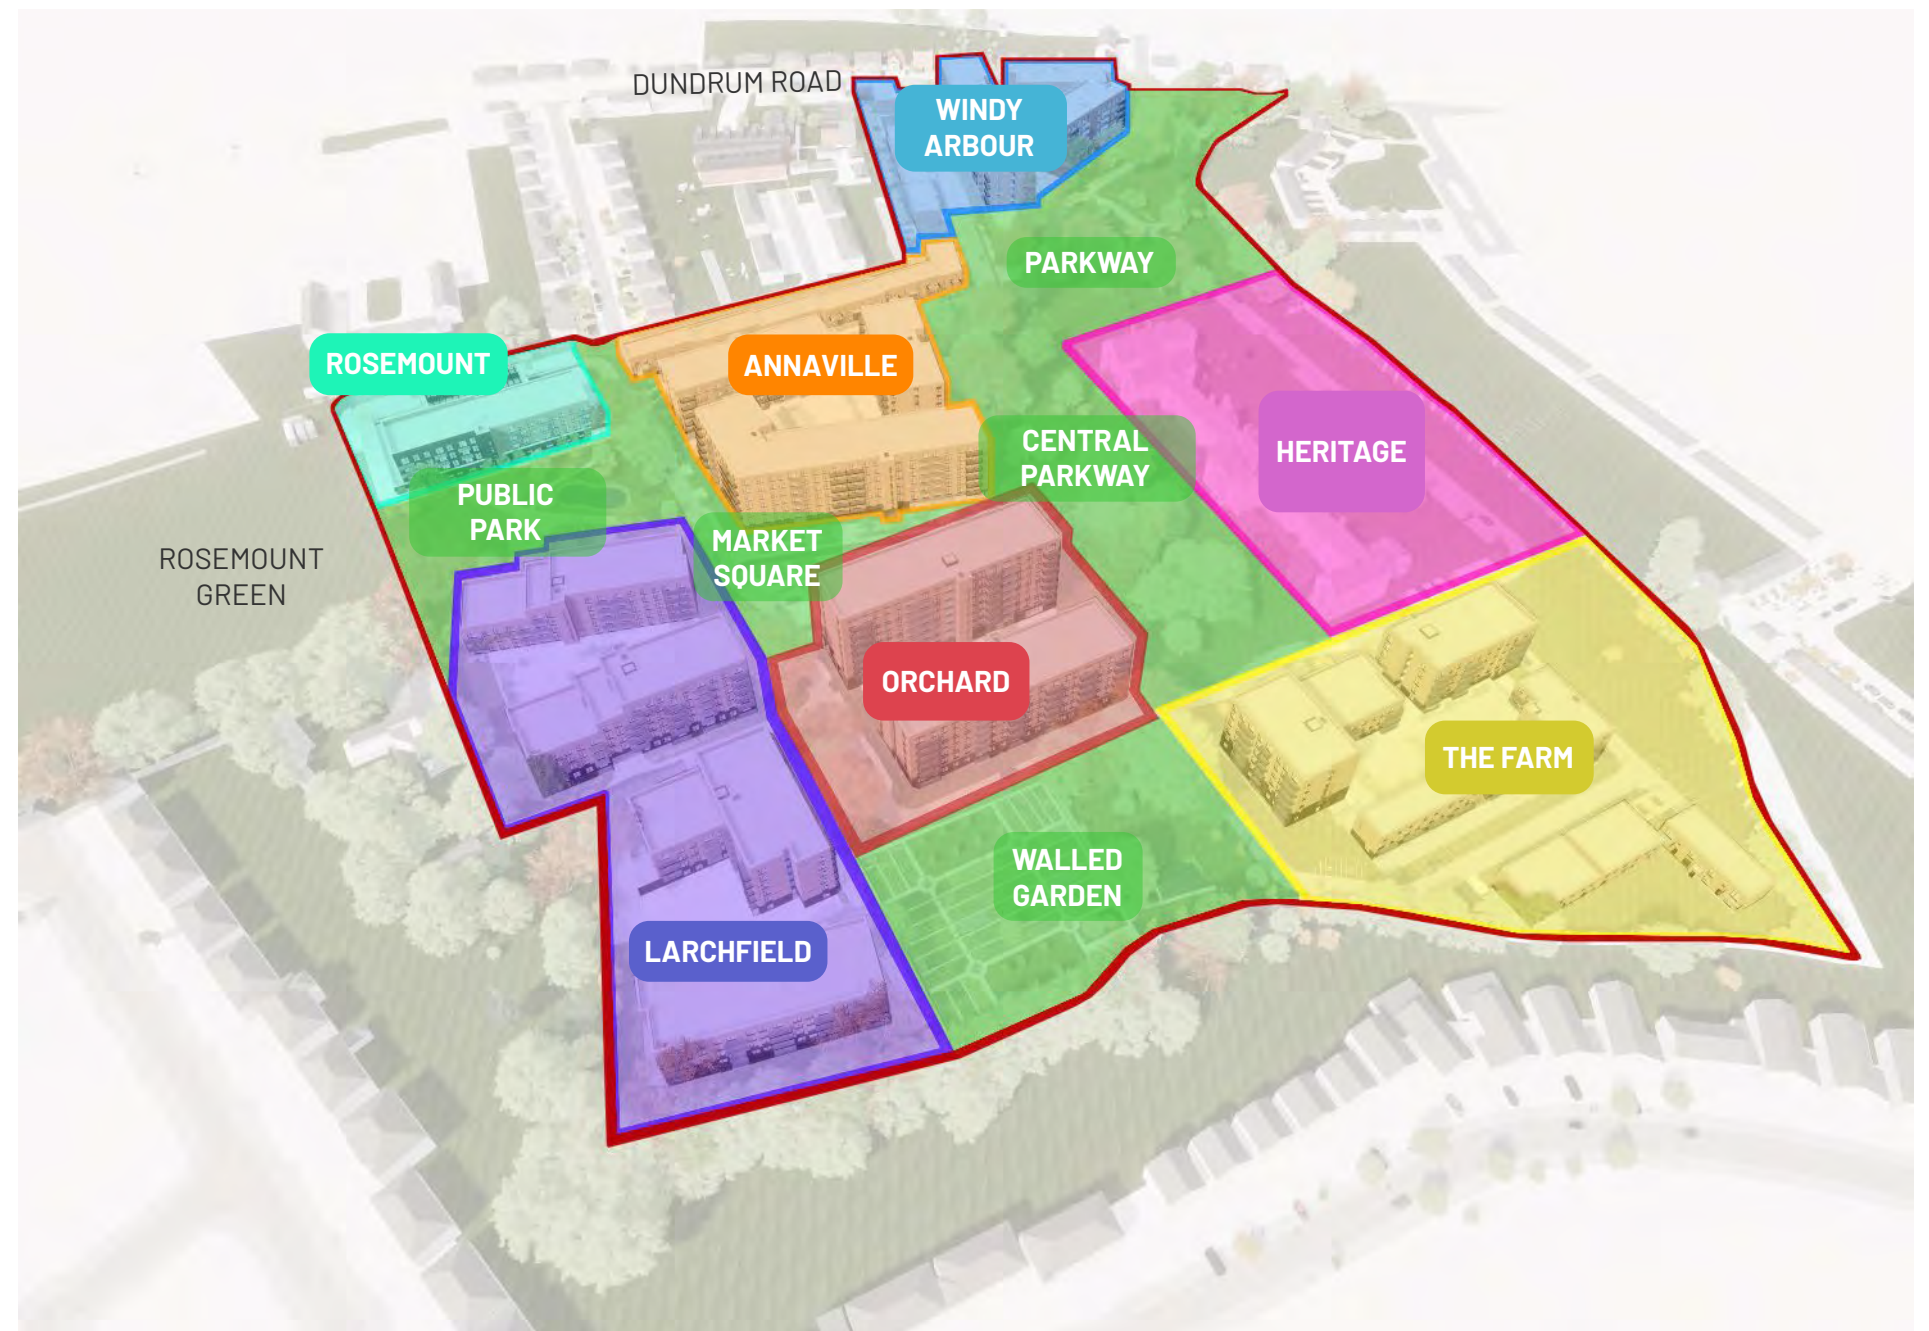 DUNDRUM ROAD
WINDY
ARBOUR
PARKWAY
ROSEMOUNT
ANNAVILLE
CENTRAL
PARKWAY
HERITAGE
PUBLIC
PARK
MARKET
SQUARE
ROSEMOUNT
GREEN
ORCHARD
THE FARM
WALLED
GARDEN
LARCHFIELD